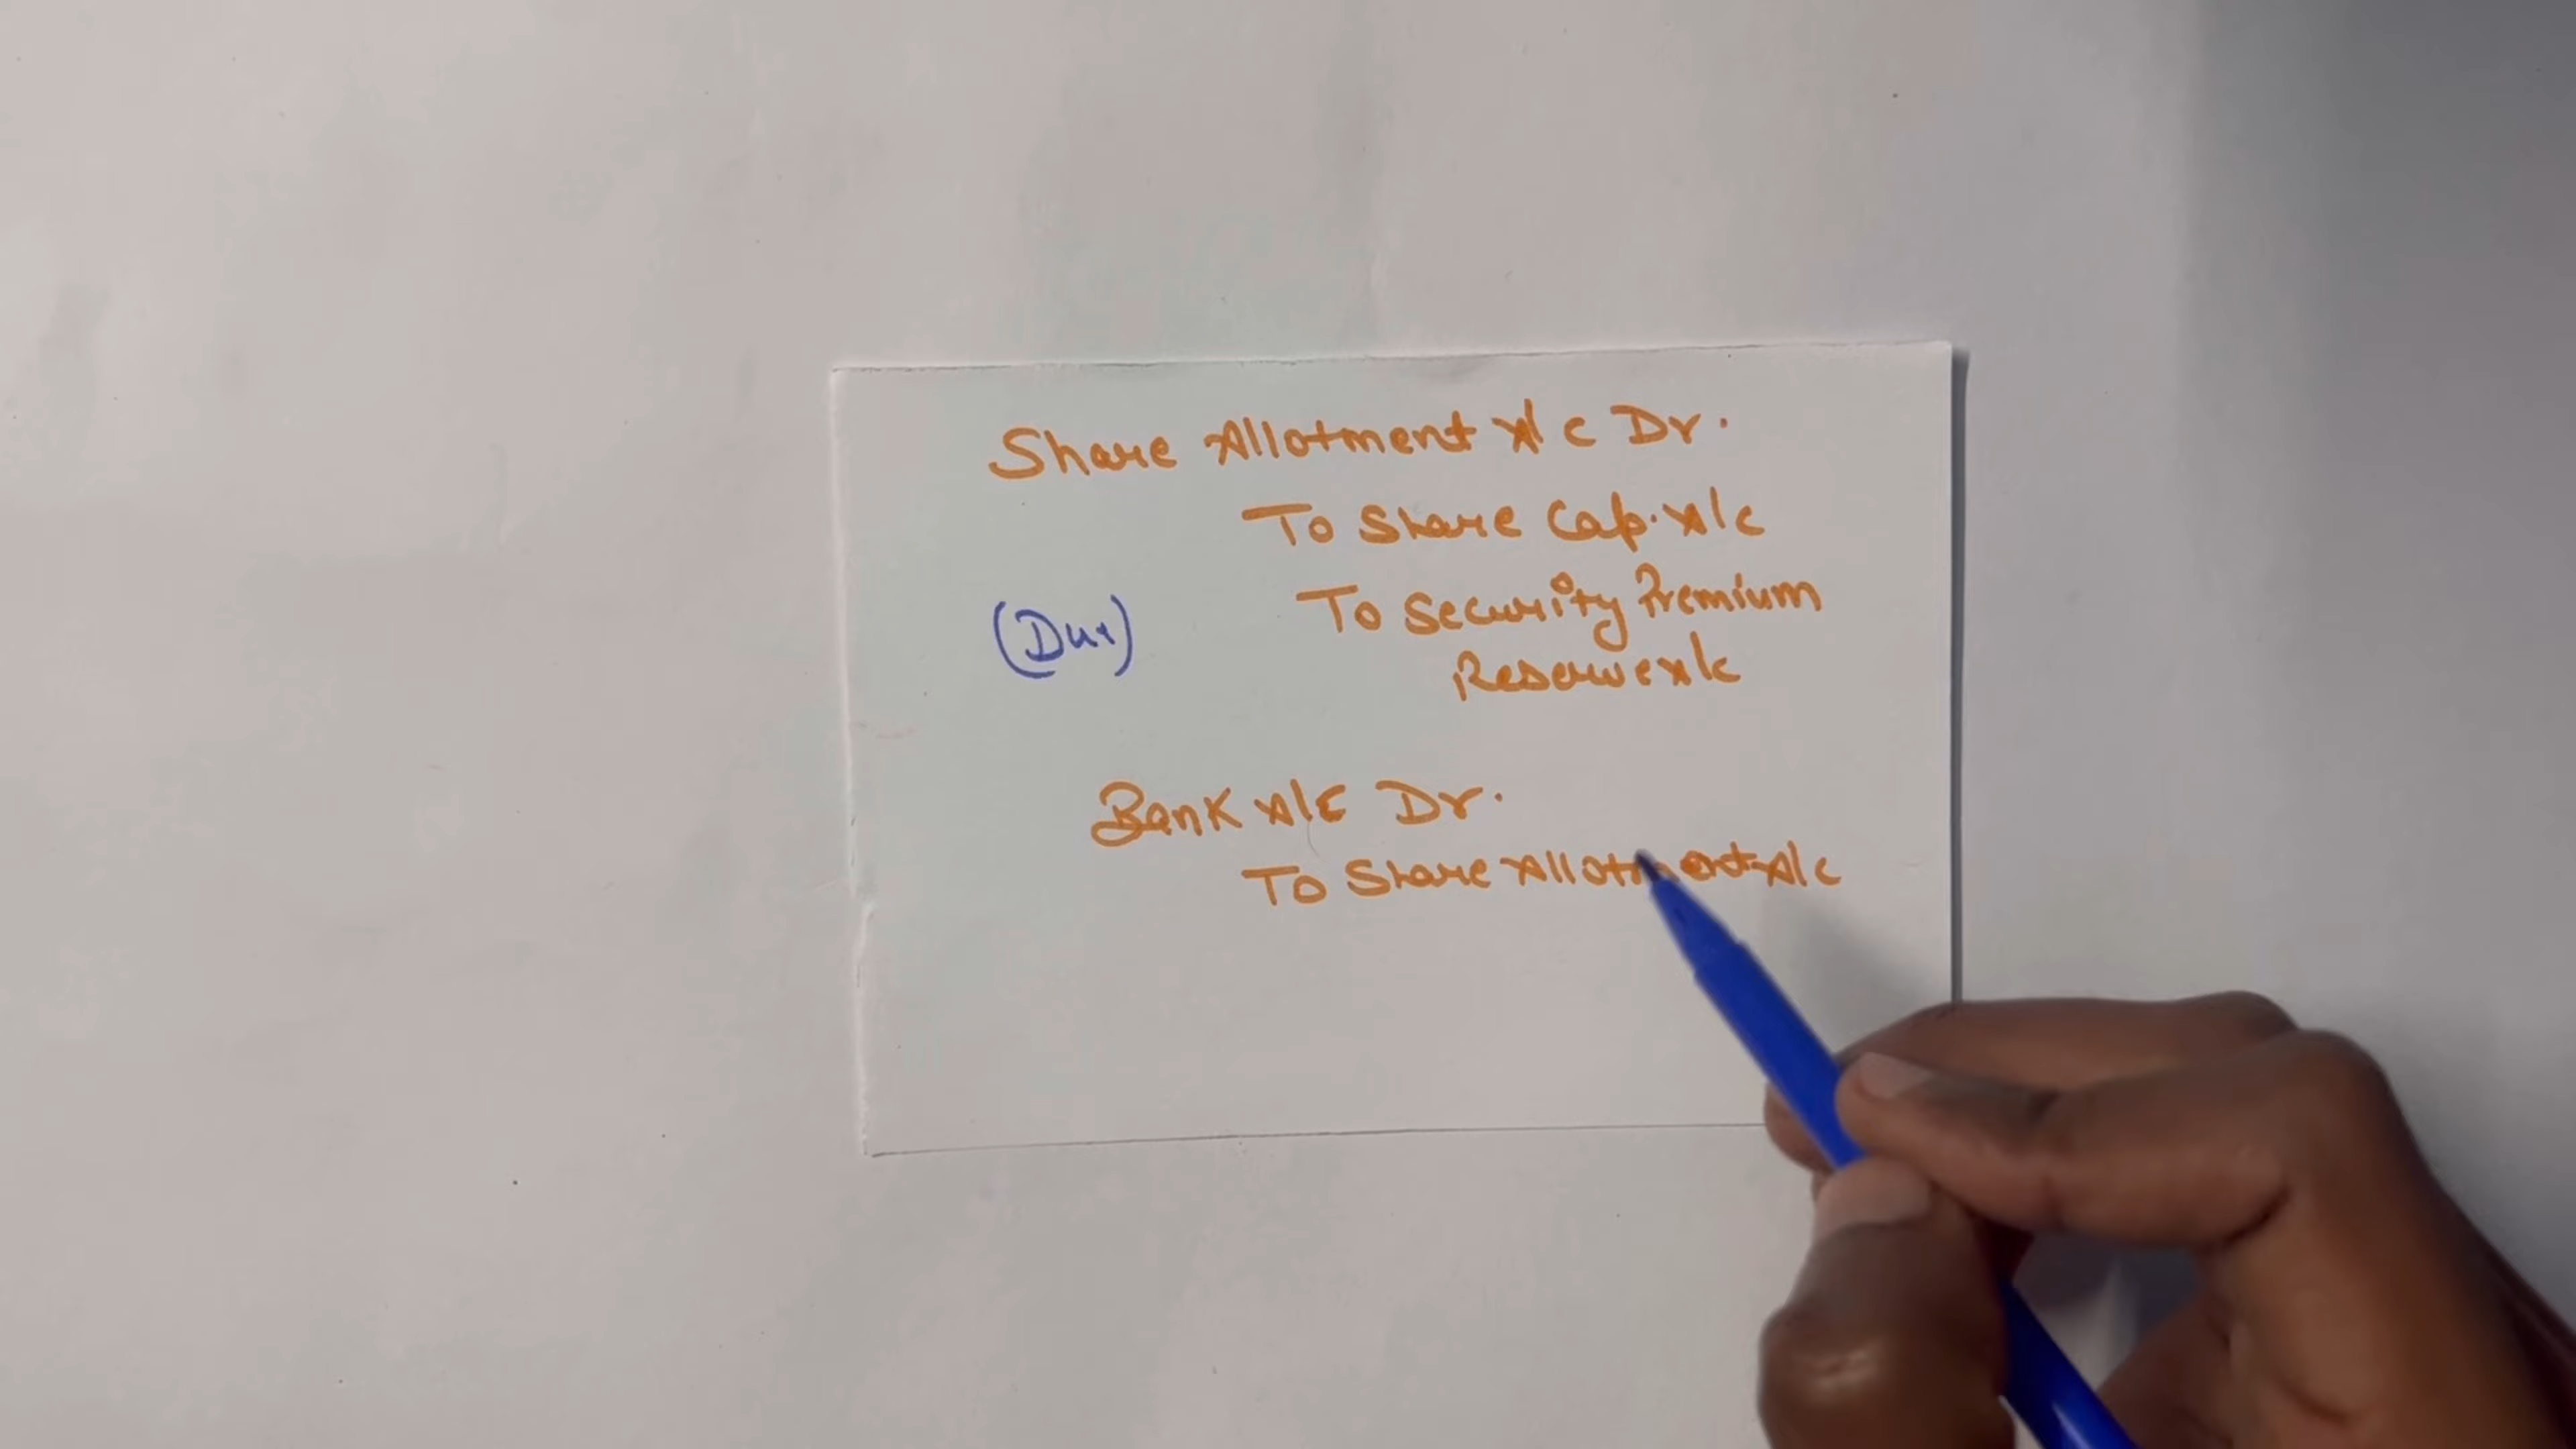 Share Allotment A/c Dr.
To Share Cap. A/c
To Security Premium
(Due)
Reserve A/c
Bank A/c Dr.
To Share Allotment A/c